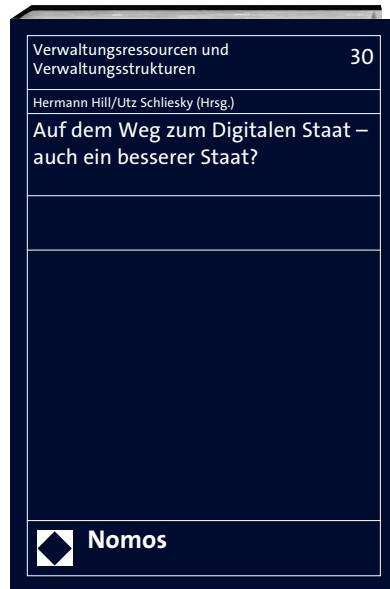 Verwaltungsressourcen und
Verwaltungsstrukturen
30
Hermann Hill/Utz Schliesky (Hrsg.)
Auf dem Weg zum Digitalen Staat –
auch ein besserer Staat?
Nomos